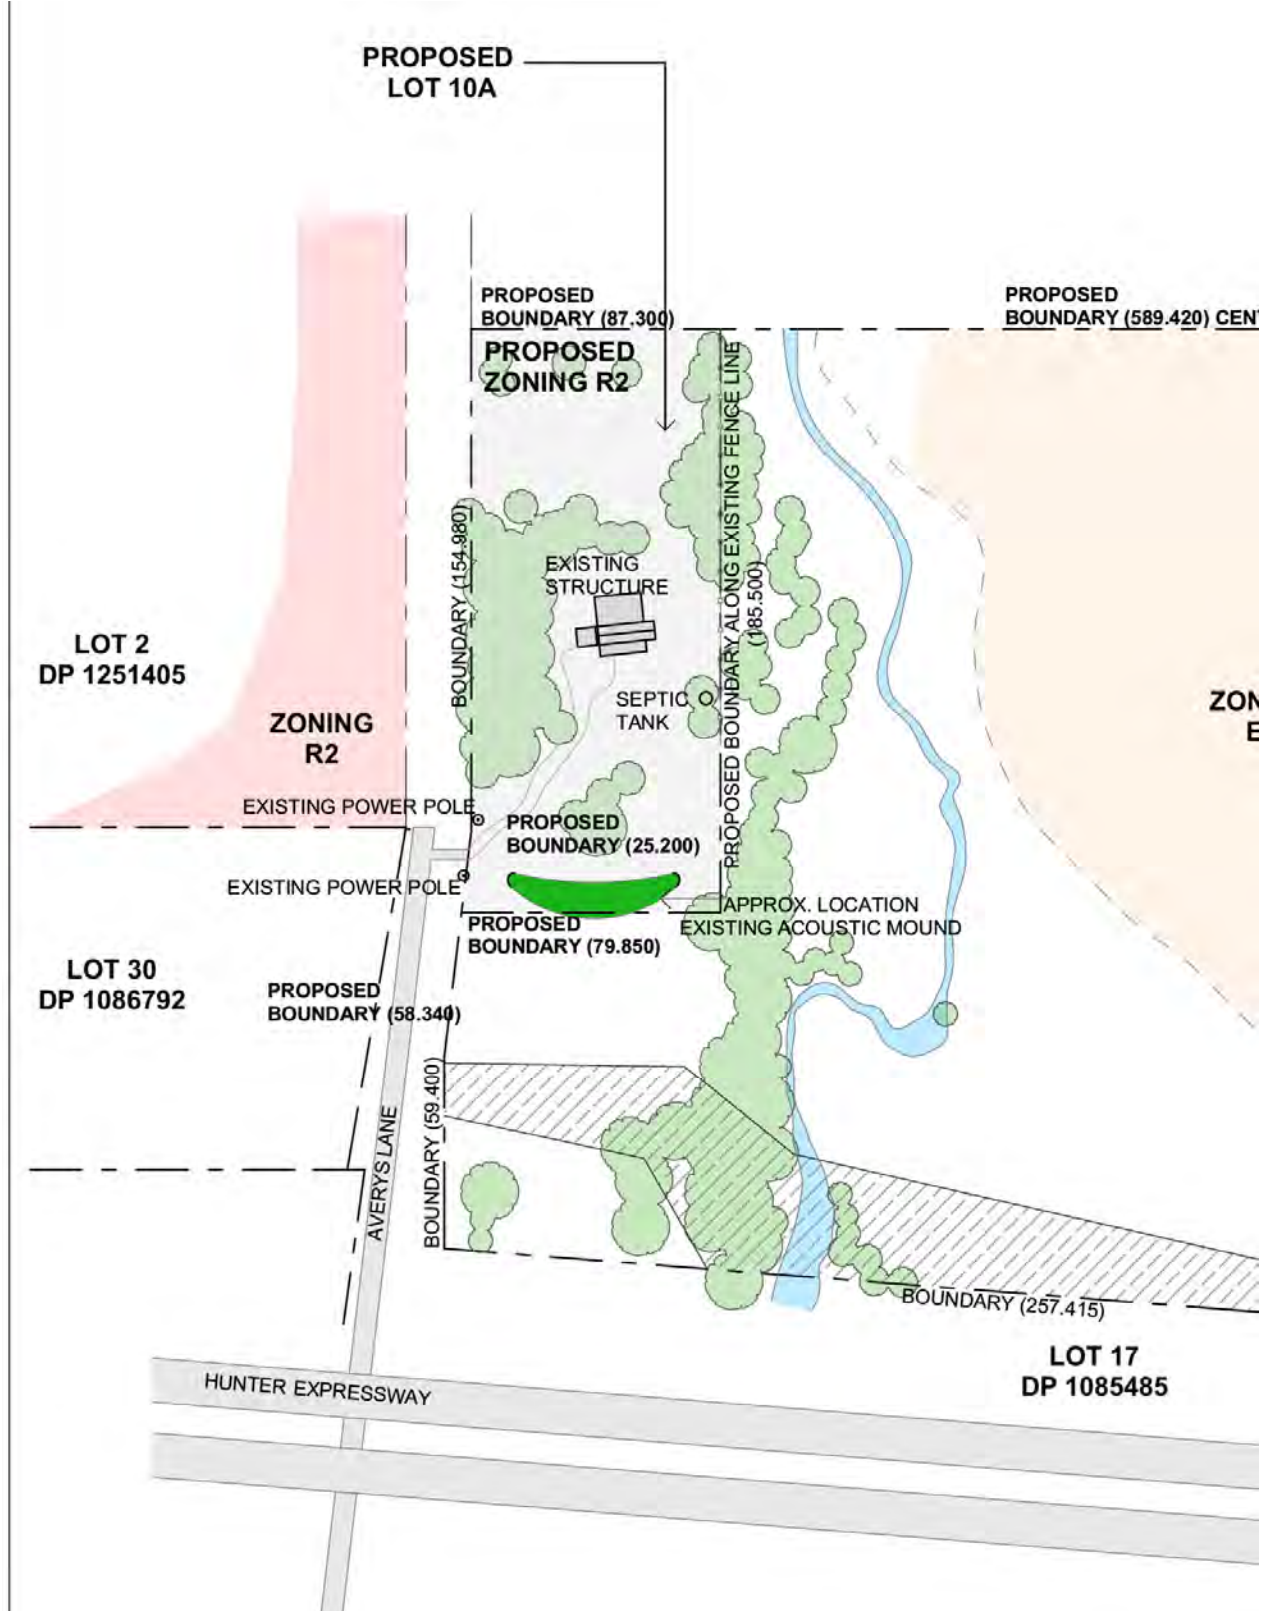 PROPOSED
LOT 10A
PROPOSED
BOUNDARY (87.300)
PROPOSED
BOUNDARY (589.420) CEN
PROPOSED
ZONING R2
PROPOSED BOUNDARY ALONG EXISTING FENCE LINE
(185.500)
BOUNDARY (154.980)
EXISTING
STRUCTURE
LOT 2
DP 1251405
SEPTIC
TANK
ZONING
R2
ZON
E
EXISTING POWER POLE
PROPOSED
BOUNDARY (25.200)
EXISTING POWER POLE
APPROX. LOCATION
EXISTING ACOUSTIC MOUND
PROPOSED
BOUNDARY (79.850)
LOT 30
DP 1086792
PROPOSED
BOUNDARY (58.340)
BOUNDARY (59.400)
AVERYS LANE
BOUNDARY (257.415)
LOT 17
DP 1085485
HUNTER EXPRESSWAY